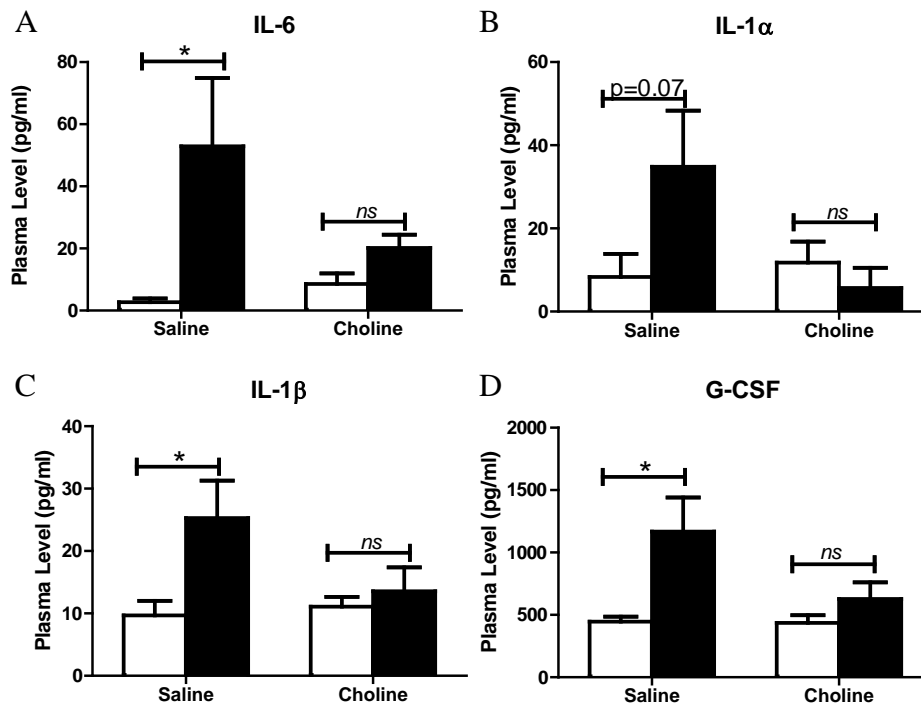 A
IL-6
Plasma Level (pg/ml)
80
60
40
20
0
*
ns
Saline
Choline
B
IL-1α
Plasma Level (pg/ml)
60
40
20
0
p=0.07
ns
Saline
Choline
C
IL-1β
Plasma Level (pg/ml)
40
30
20
10
0
*
ns
Saline
Choline
D
G-CSF
Plasma Level (pg/ml)
2000
1500
1000
500
0
*
ns
Saline
Choline